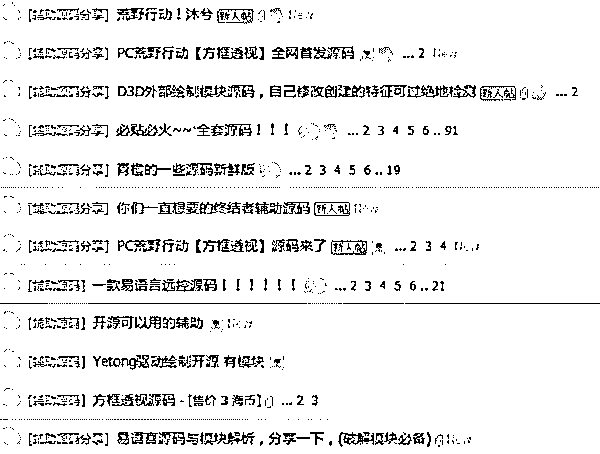 [辅助源码分享] 荒野行动！沐兮 新人帖 New
[辅助源码分享] PC荒野行动【方框透视】全网首发源码 ...2 New
[辅助源码分享] D3D外部绘制模块源码，自己修改创建的特征可过绝地检测 新人帖 ...2
[辅助源码分享] 必贴必火~~全套源码！！！ ...2 3 4 5 6..91
[辅助源码分享] 的一些源码新鲜版 ...2 3 4 5 6..19
[辅助源码分享] 你们一直想要的终结者辅助源码 新人帖 New
[辅助源码分享] PC荒野行动【方框透视】源码来了 新人帖 ...2 3 4 New
[辅助源码] 一款易语言远控源码！！！！！！ ...2 3 4 5 6..21
[辅助源码] 开源可以用的辅助 New
[辅助源码] Yetong驱动绘制开源 有模块
[辅助源码] 方框透视源码 - [售价 3 海币] ...2 3
[辅助源码分享] 易语言源码与模块解析，分享一下，(破解模块必备) New